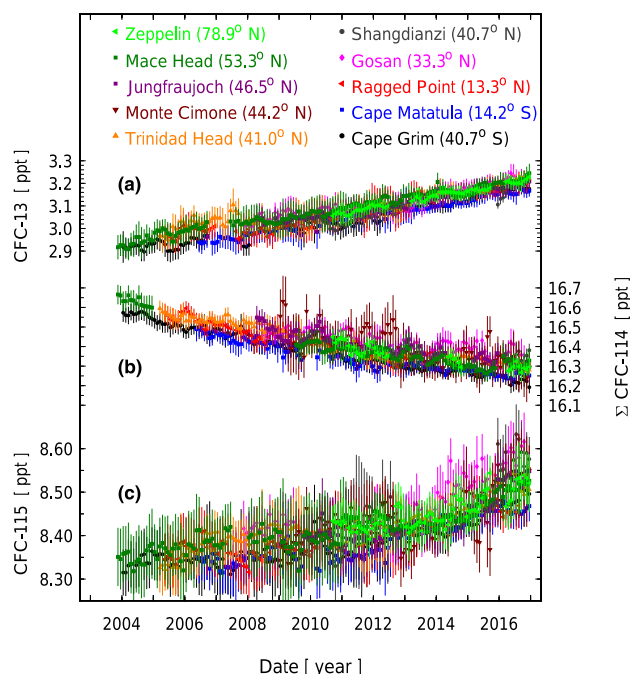 Zeppelin (78.9° N)
Mace Head (53.3° N)
Jungfraujoch (46.5° N)
Monte Cimone (44.2° N)
Trinidad Head (41.0° N)
Shangdianzi (40.7° N)
Gosan (33.3° N)
Ragged Point (13.3° N)
Cape Matatula (14.2° S)
Cape Grim (40.7° S)
3.3
3.2
3.1
3.0
2.9
CFC-13 [ ppt ]
(a)
16.7
16.6
16.5
16.4
16.3
16.2
16.1
Σ CFC-114 [ ppt ]
(b)
8.60
8.50
8.40
8.30
CFC-115 [ ppt ]
(c)
2004 2006 2008 2010 2012 2014 2016
Date [ year ]